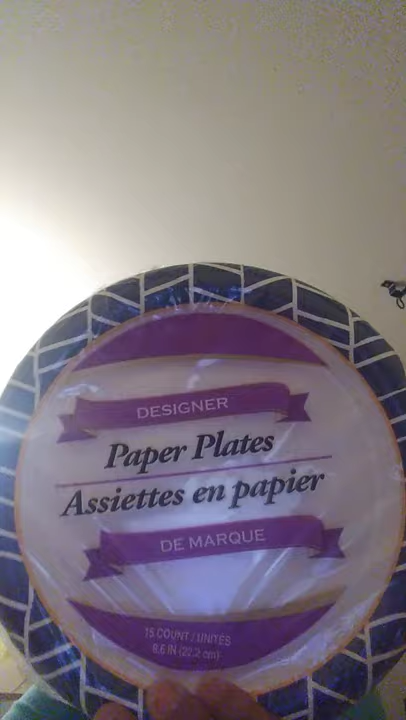 DESIGNER
Paper Plates
Assiettes en papier
DE MARQUE
15 COUNT / UNITÉS
8.6 IN (22.2 cm)